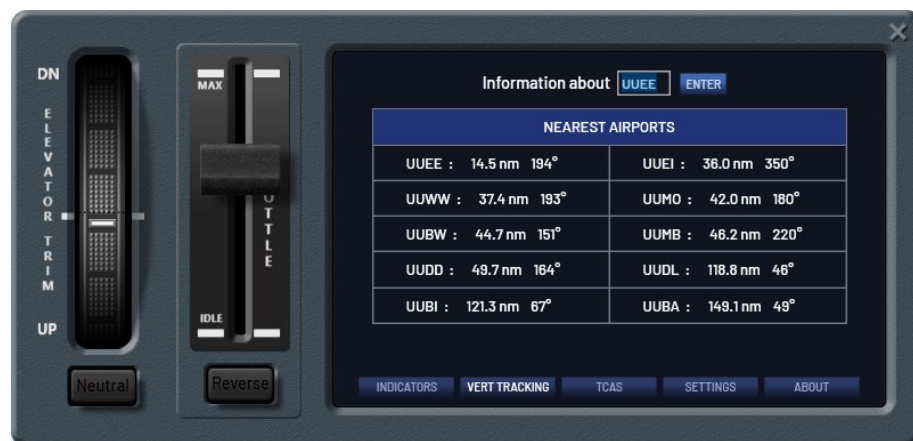 DN
ELEVATOR TRIM
UP
Neutral
MAX
OTTLE
IDLE
Reverse
Information about UUEE ENTER
NEAREST AIRPORTS
UUEE : 14.5 nm 194° UUEI : 36.0 nm 350°
UUWW : 37.4 nm 193° UUMO : 42.0 nm 180°
UUBW : 44.7 nm 151° UUMB : 46.2 nm 220°
UUDD : 49.7 nm 164° UUDL : 118.8 nm 46°
UUBI : 121.3 nm 67° UUBA : 149.1 nm 49°
INDICATORS VERT TRACKING TCAS SETTINGS ABOUT